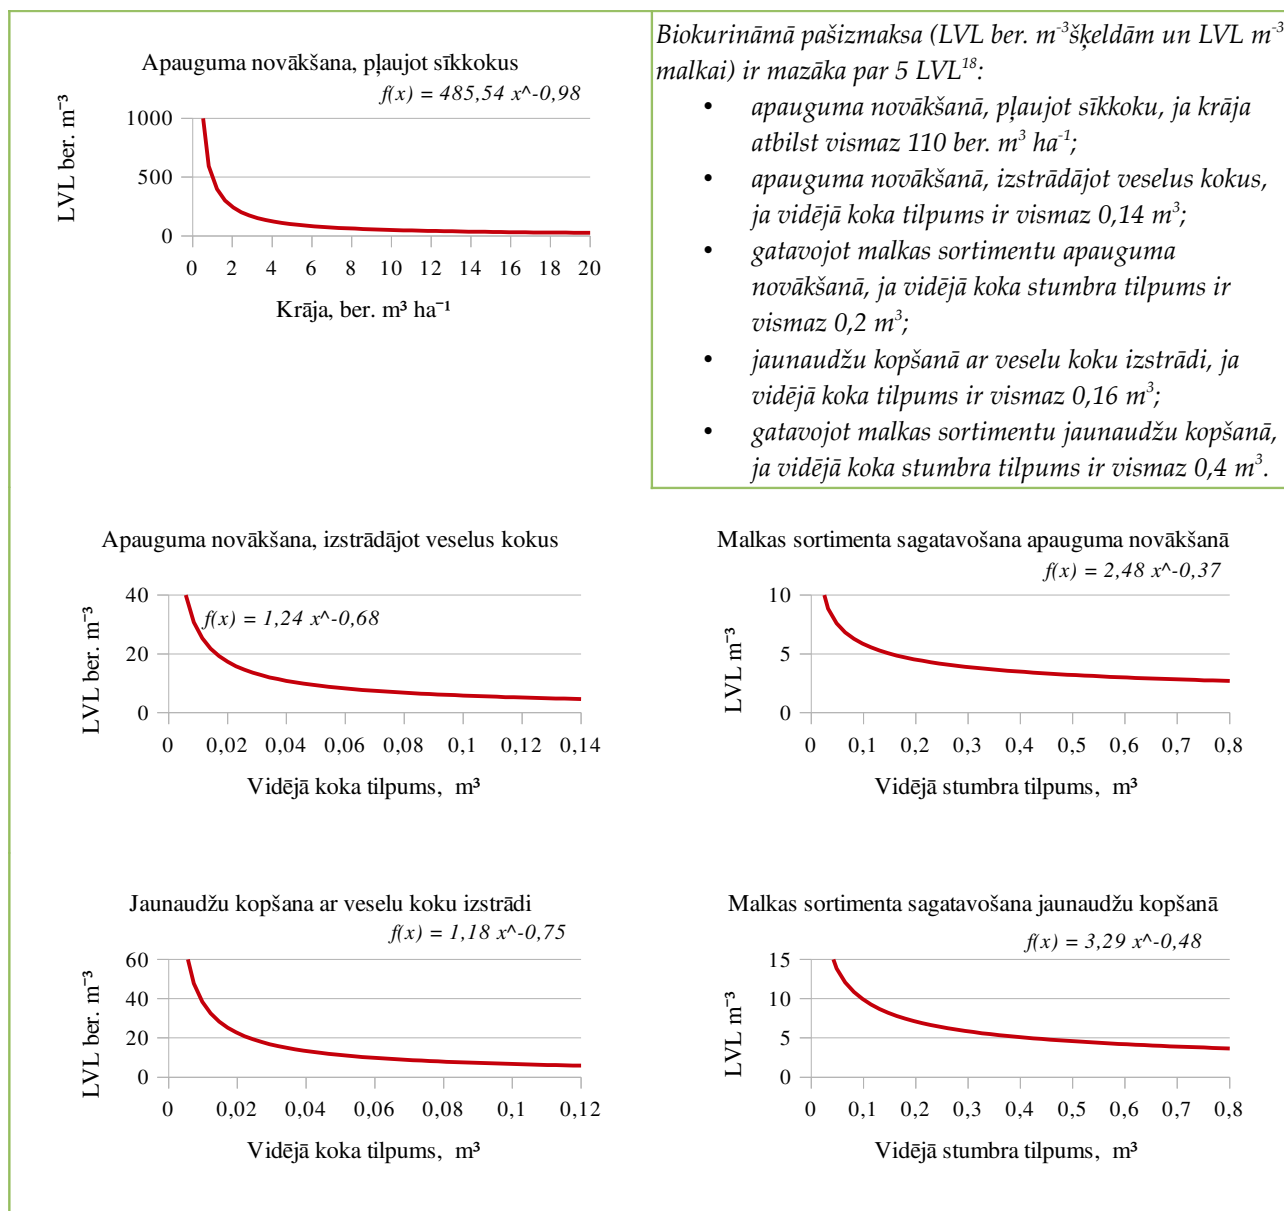 Apauguma novākšana, pļaujot sīkkokus
f(x) = 485,54 x^-0,98
LVL ber. m⁻³
1000
500
0
0 2 4 6 8 10 12 14 16 18 20
Krāja, ber. m³ ha⁻¹
Biokurināmā pašizmaksa (LVL ber. m⁻³šķeldām un LVL m⁻³
malkai) ir mazāka par 5 LVL¹⁸:
• apauguma novākšanā, pļaujot sīkkoku, ja krāja
atbilst vismaz 110 ber. m³ ha⁻¹;
• apauguma novākšanā, izstrādājot veselus kokus,
ja vidējā koka tilpums ir vismaz 0,14 m³;
• gatavojot malkas sortimentu apauguma
novākšanā, ja vidējā koka stumbra tilpums ir
vismaz 0,2 m³;
• jaunaudžu kopšanā ar veselu koku izstrādi, ja
vidējā koka tilpums ir vismaz 0,16 m³;
• gatavojot malkas sortimentu jaunaudžu kopšanā,
ja vidējā koka stumbra tilpums ir vismaz 0,4 m³.
Apauguma novākšana, izstrādājot veselus kokus
f(x) = 1,24 x^-0,68
LVL ber. m⁻³
40
20
0
0 0,02 0,04 0,06 0,08 0,1 0,12 0,14
Vidējā koka tilpums, m³
Malkas sortimenta sagatavošana apauguma novākšanā
f(x) = 2,48 x^-0,37
LVL m⁻³
10
5
0
0 0,1 0,2 0,3 0,4 0,5 0,6 0,7 0,8
Vidējā stumbra tilpums, m³
Jaunaudžu kopšana ar veselu koku izstrādi
f(x) = 1,18 x^-0,75
LVL ber. m⁻³
60
40
20
0
0 0,02 0,04 0,06 0,08 0,1 0,12
Vidējā koka tilpums, m³
Malkas sortimenta sagatavošana jaunaudžu kopšanā
f(x) = 3,29 x^-0,48
LVL m⁻³
15
10
5
0
0 0,1 0,2 0,3 0,4 0,5 0,6 0,7 0,8
Vidējā stumbra tilpums, m³